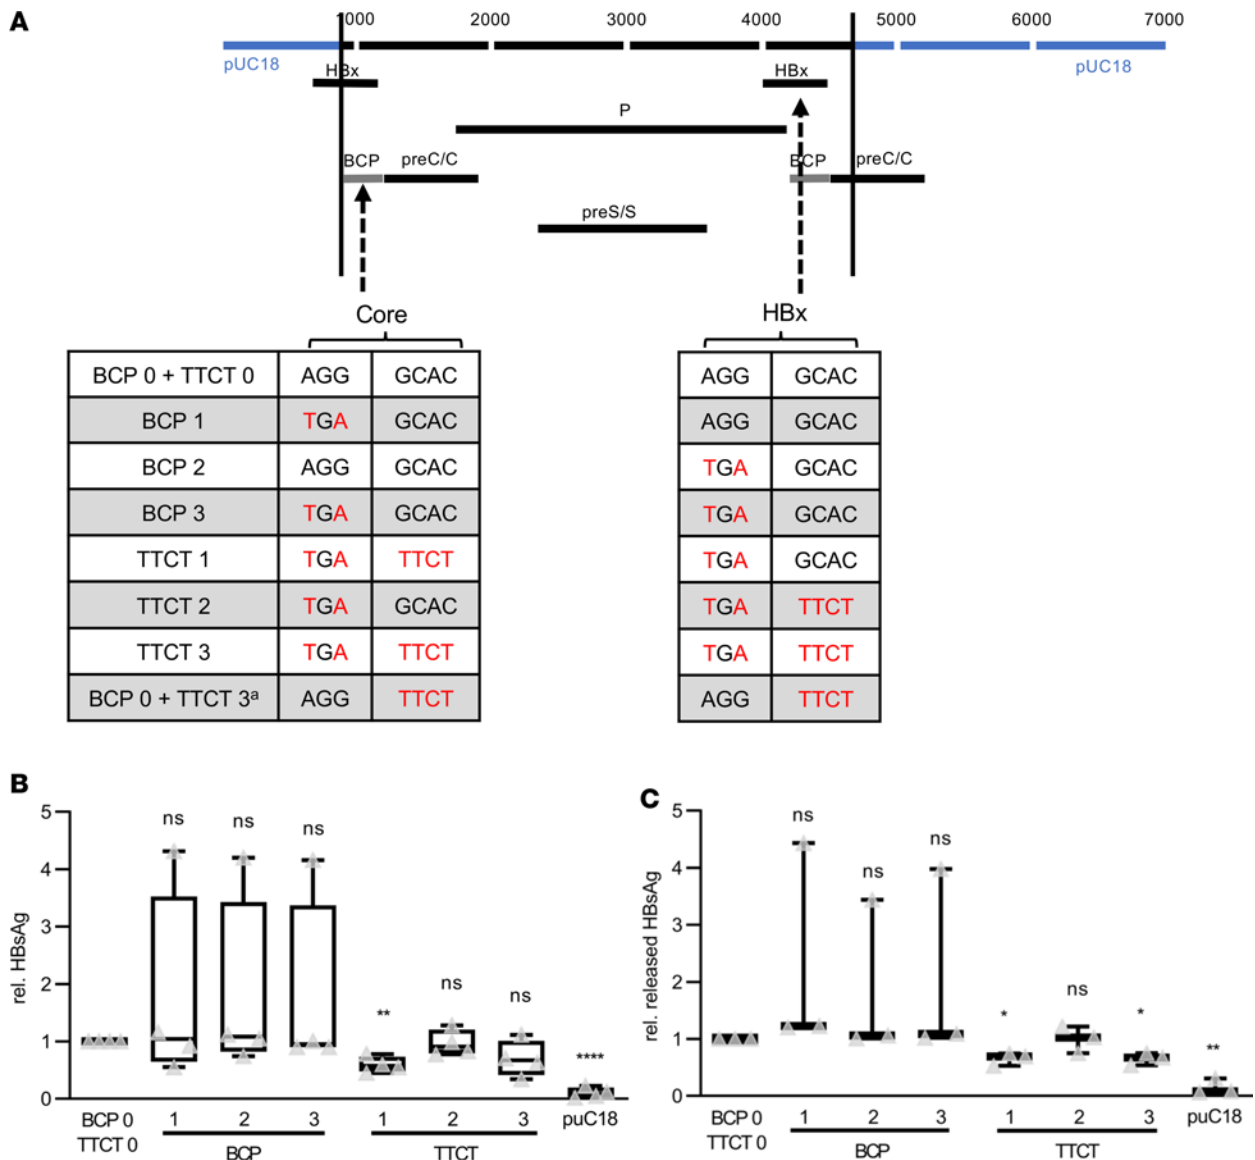 A
1000 2000 3000 4000 5000 6000 7000
pUC18 pUC18
HBx HBx
P
BCP preC/C BCP preC/C
preS/S
Core HBx
BCP 0 + TTCT 0 AGG GCAC AGG GCAC
BCP 1 TGA GCAC AGG GCAC
BCP 2 AGG GCAC TGA GCAC
BCP 3 TGA GCAC TGA GCAC
TTCT 1 TGA TTCT TGA GCAC
TTCT 2 TGA GCAC TGA TTCT
TTCT 3 TGA TTCT TGA TTCT
BCP 0 + TTCT 3ᵃ AGG TTCT AGG TTCT
B
rel. HBsAg
5
4
3
2
1
0
ns ns ns ** ns ns ****
BCP 0 1 2 3 1 2 3 puC18
TTCT 0 BCP TTCT
C
rel. released HBsAg
5
4
3
2
1
0
ns ns ns * ns * **
BCP 0 1 2 3 1 2 3 puC18
TTCT 0 BCP TTCT